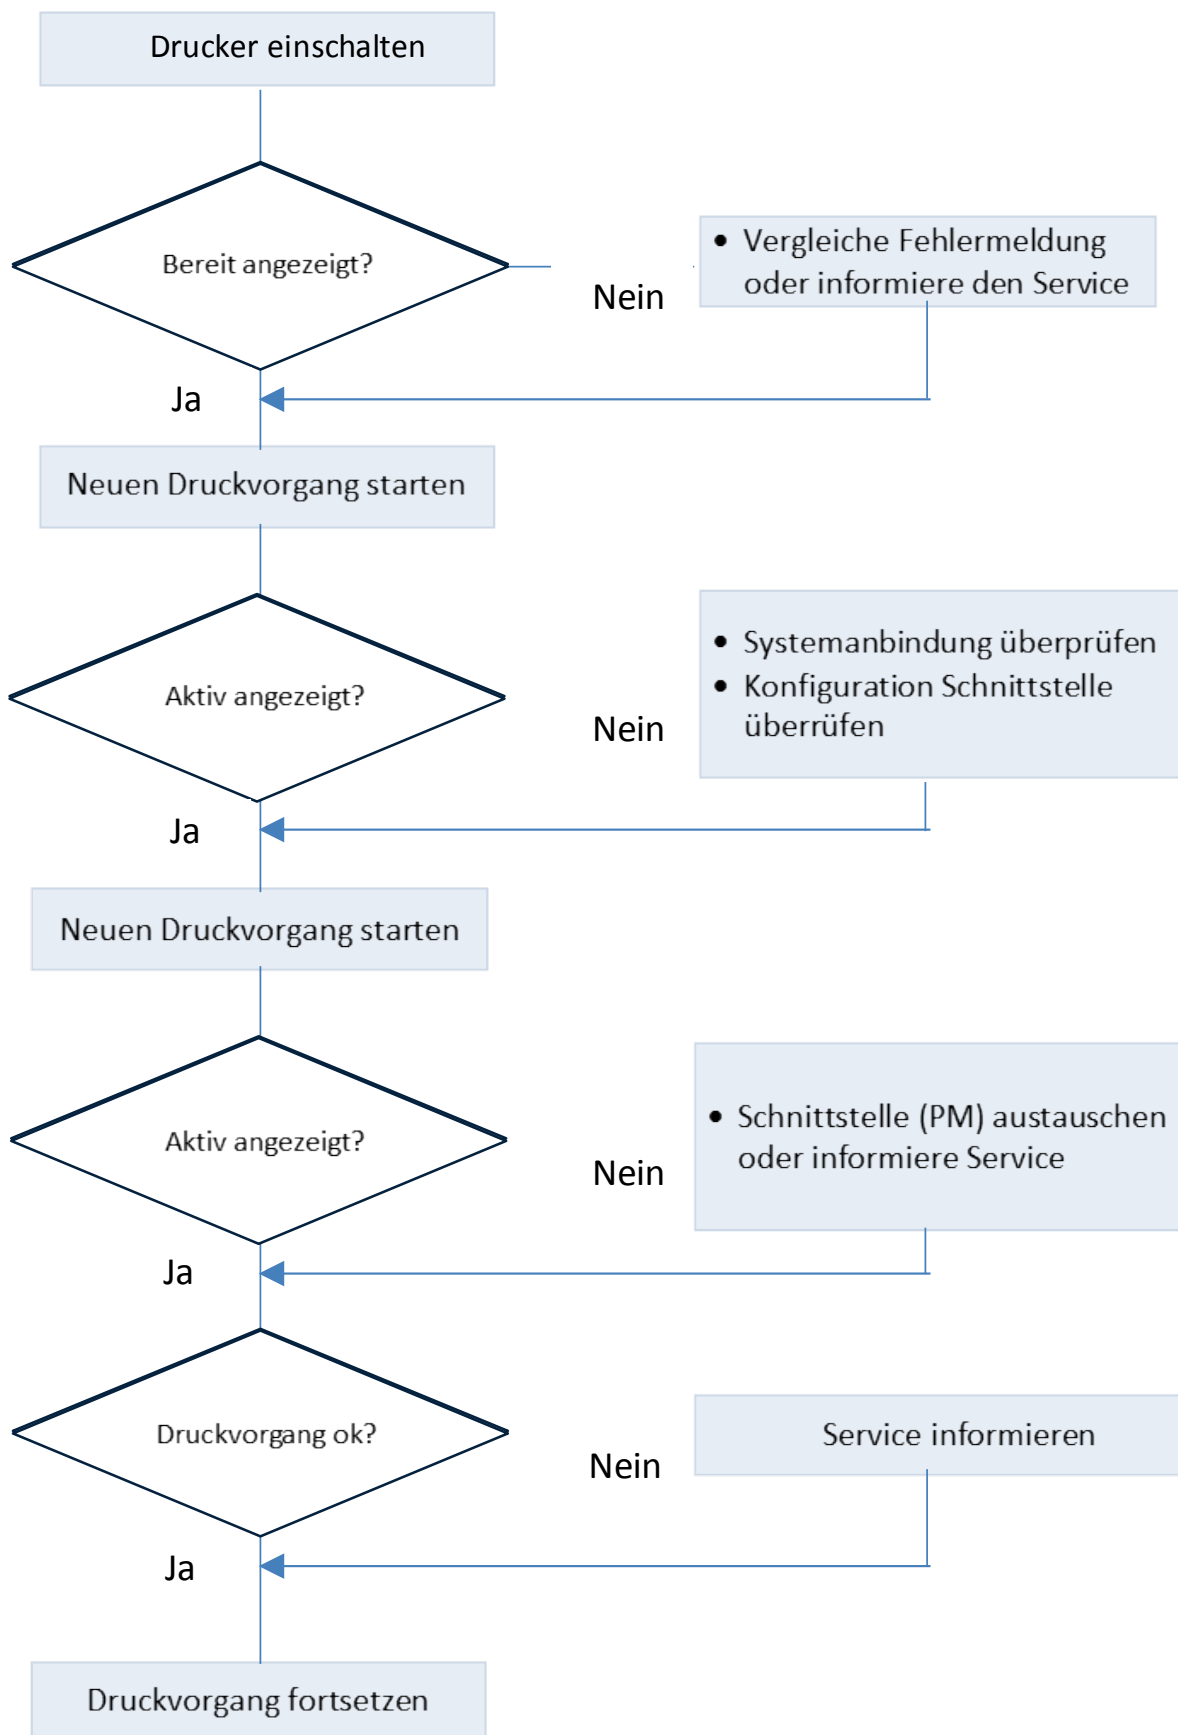 Drucker einschalten
Bereit angezeigt?
Nein
• Vergleiche Fehlermeldung
oder informiere den Service
Ja
Neuen Druckvorgang starten
Aktiv angezeigt?
Nein
• Systemanbindung überprüfen
• Konfiguration Schnittstelle
überrüfen
Ja
Neuen Druckvorgang starten
Aktiv angezeigt?
Nein
• Schnittstelle (PM) austauschen
oder informiere Service
Ja
Druckvorgang ok?
Nein
Service informieren
Ja
Druckvorgang fortsetzen